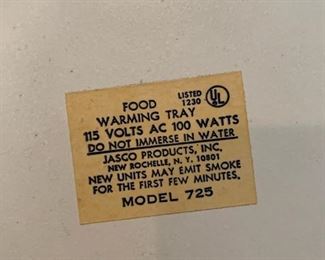 FOOD LISTED UL
WARMING TRAY 1230
115 VOLTS AC 100 WATTS
DO NOT IMMERSE IN WATER
JASCO PRODUCTS, INC.
NEW ROCHELLE, N.Y. 10801
NEW UNITS MAY EMIT SMOKE
FOR THE FIRST FEW MINUTES.
MODEL 725